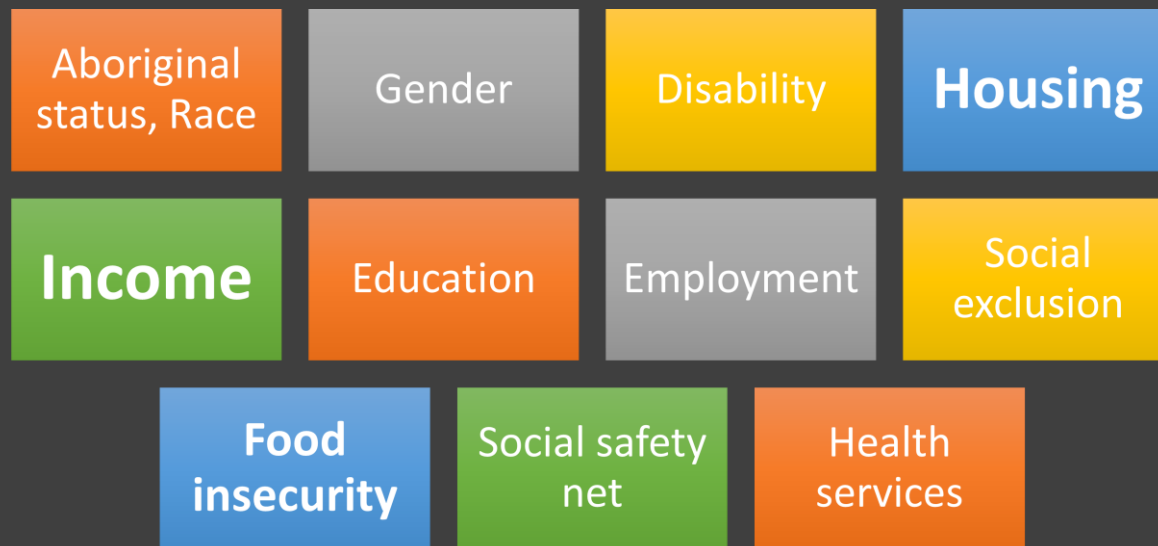 Aboriginal
status, Race
Gender
Disability
Housing
Income
Education
Employment
Social
exclusion
Food
insecurity
Social safety
net
Health
services